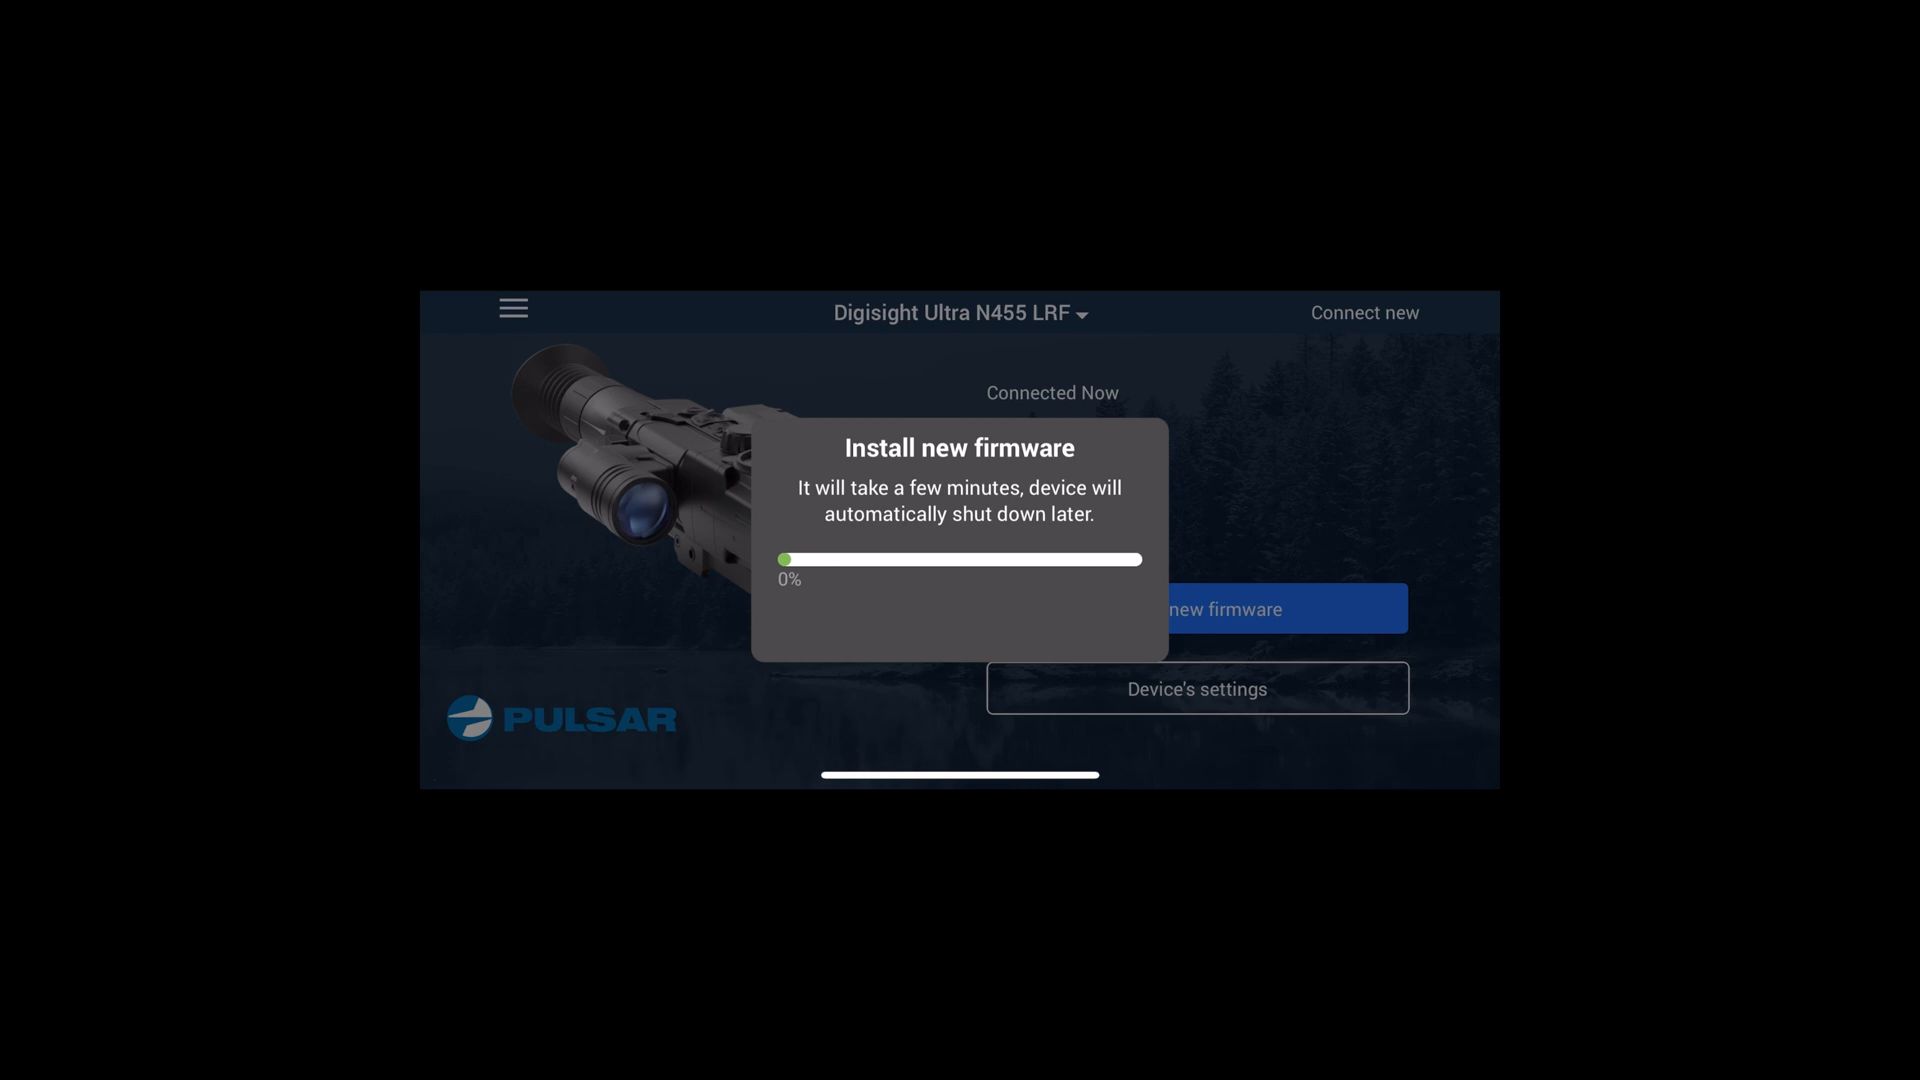 Digisight Ultra N455 LRF
Connect new
Connected Now
Install new firmware
It will take a few minutes, device will
automatically shut down later.
0%
new firmware
Device's settings
PULSAR